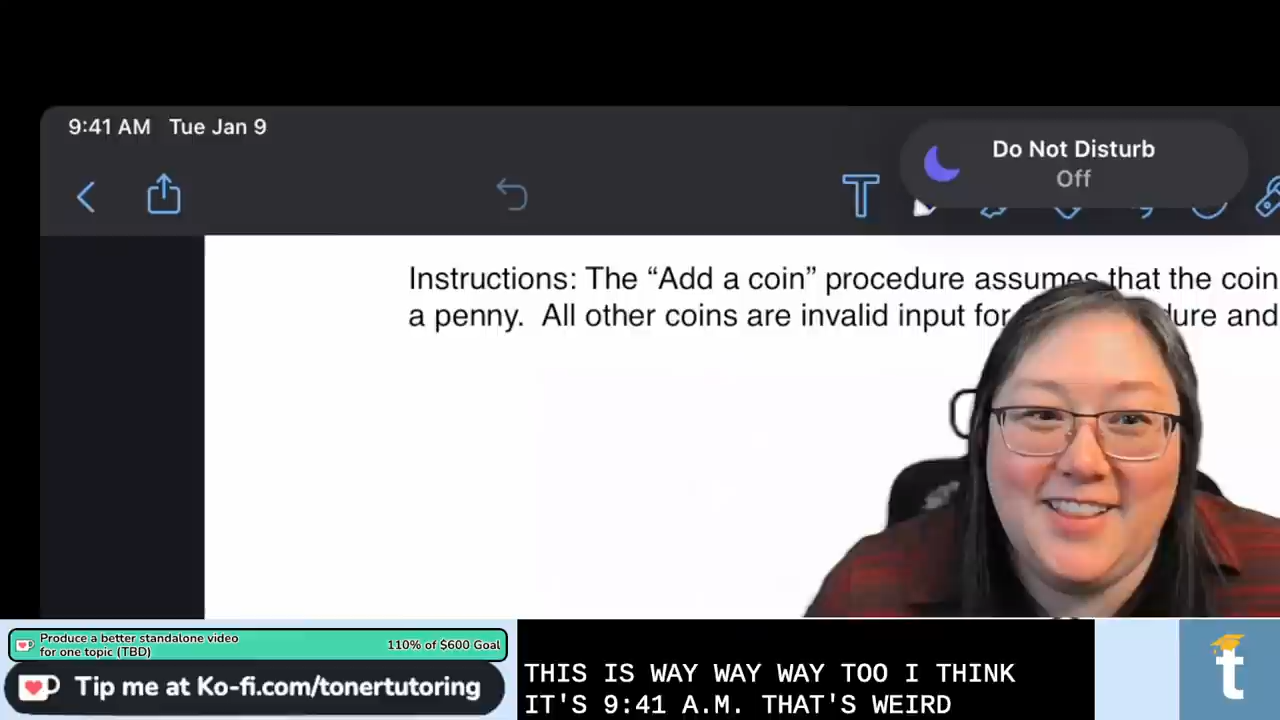 9:41 AM Tue Jan 9
Do Not Disturb
Off
T
Instructions: The “Add a coin” procedure assumes that the coin
a penny. All other coins are invalid input for
and
Produce a better standalone video
for one topic (TBD)
110% of $600 Goal
Tip me at Ko-fi.com/tonertutoring
THIS IS WAY WAY WAY TOO I THINK
IT'S 9:41 A.M. THAT'S WEIRD
t